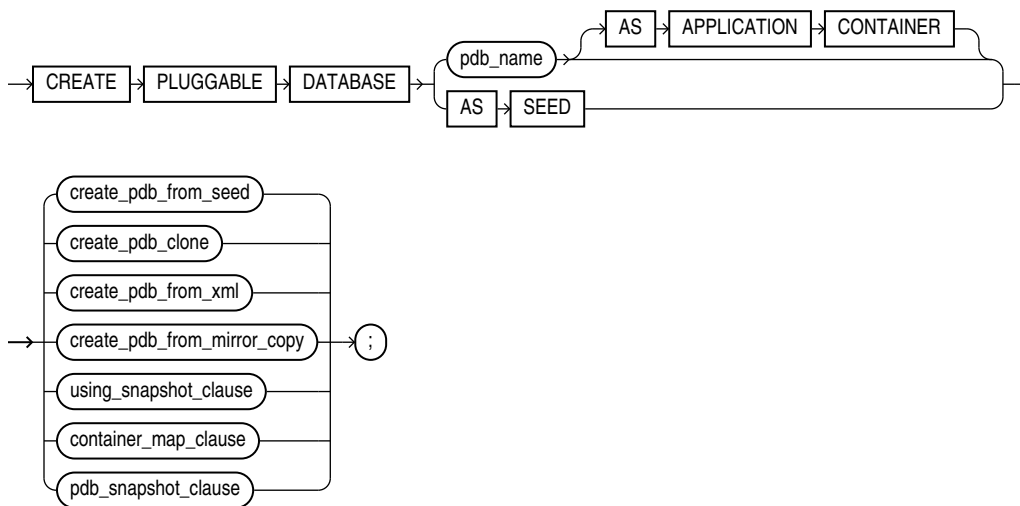 AS APPLICATION CONTAINER
pdb_name
CREATE PLUGGABLE DATABASE
AS SEED
create_pdb_from_seed
create_pdb_clone
create_pdb_from_xml
create_pdb_from_mirror_copy ;
using_snapshot_clause
container_map_clause
pdb_snapshot_clause